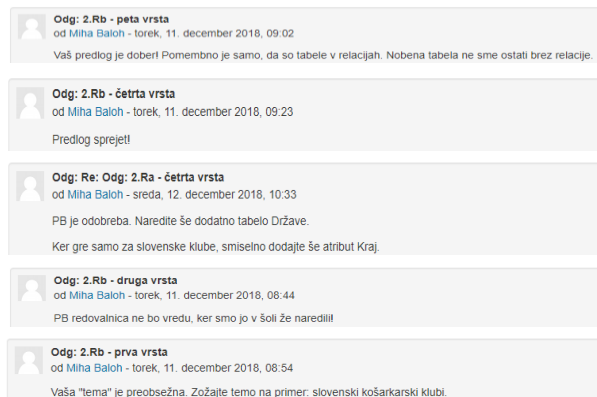 Odg: 2.Rb - peta vrsta
od Miha Baloh - torek, 11. december 2018, 09:02
Vaš predlog je dober! Pomembno je samo, da so tabele v relacijah. Nobena tabela ne sme ostati brez relacije.
Odg: 2.Rb - četrta vrsta
od Miha Baloh - torek, 11. december 2018, 09:23
Predlog sprejet!
Odg: Re: Odg: 2.Ra - četrta vrsta
od Miha Baloh - sreda, 12. december 2018, 10:33
PB je odobreba. Naredite še dodatno tabelo Države.
Ker gre samo za slovenske klube, smiselno dodajte še atribut Kraj.
Odg: 2.Rb - druga vrsta
od Miha Baloh - torek, 11. december 2018, 08:44
PB redovalnica ne bo vredu, ker smo jo v šoli že naredili!
Odg: 2.Rb - prva vrsta
od Miha Baloh - torek, 11. december 2018, 08:54
Vaša "tema" je preobsežna. Zožajte temo na primer: slovenski košarkarski klubi.